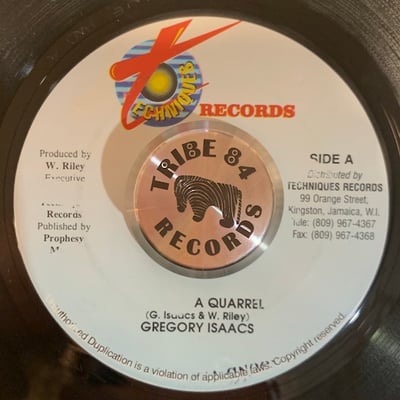 TECHNIQUES
RECORDS
Produced by
W. Riley
Executive
Records
Published by
Prophesy
M
TRIBE 84
RECORDS
SIDE A
Distributed by
TECHNIQUES RECORDS
99 Orange Street,
Kingston, Jamaica, W.I.
Tele: (809) 967-4367
Fax: (809) 967-4368
A QUARREL
(G. Isaacs & W. Riley)
GREGORY ISAACS
Duplication is a violation of applicable laws. Copyright reserved.